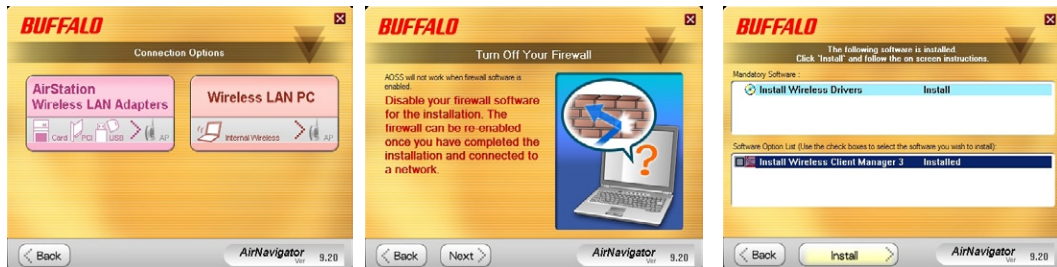 BUFFALO
Connection Options
AirStation
Wireless LAN Adapters
Card PCI USB AP
Wireless LAN PC
Internal Wireless AP
Back
AirNavigator
Ver 9.20
BUFFALO
Turn Off Your Firewall
AOSS will not work when firewall software is
enabled.
Disable your firewall software
for the installation. The
firewall can be re-enabled
once you have completed the
installation and connected to
a network.
?
Back
Next
AirNavigator
Ver 9.20
BUFFALO
The following software is installed.
Click 'Install' and follow the on screen instructions.
Mandatory Software :
Install Wireless Drivers Install
Software Option List (Use the check boxes to select the software you wish to install):
Install Wireless Client Manager 3 Installed
Back
Install
AirNavigator
Ver 9.20